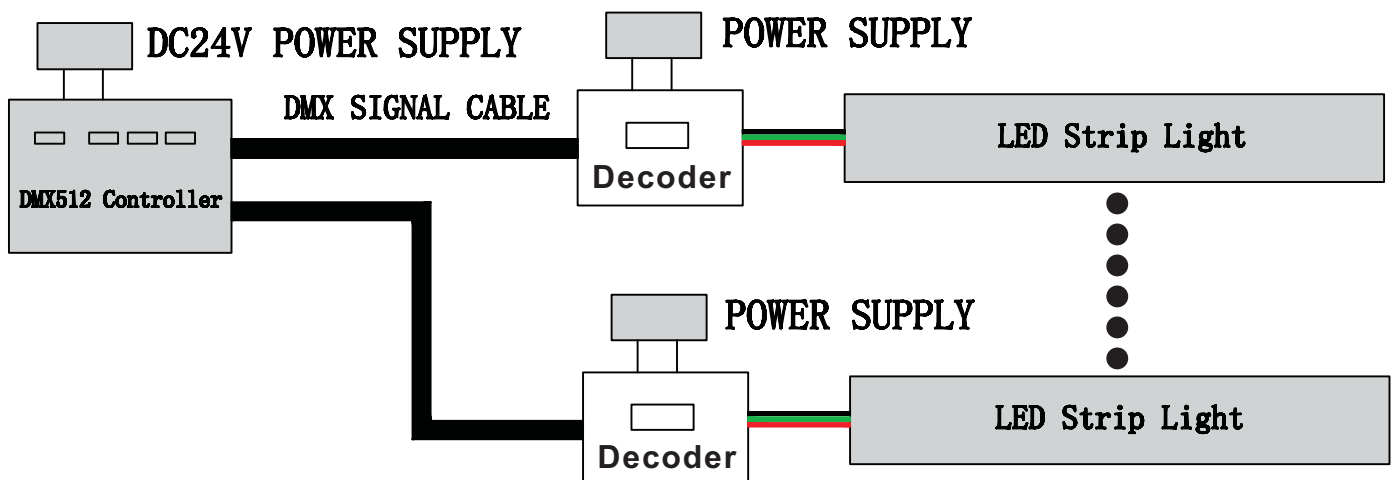 DC24V POWER SUPPLY
POWER SUPPLY
DMX SIGNAL CABLE
LED Strip Light
Decoder
DMX512 Controller
POWER SUPPLY
LED Strip Light
Decoder